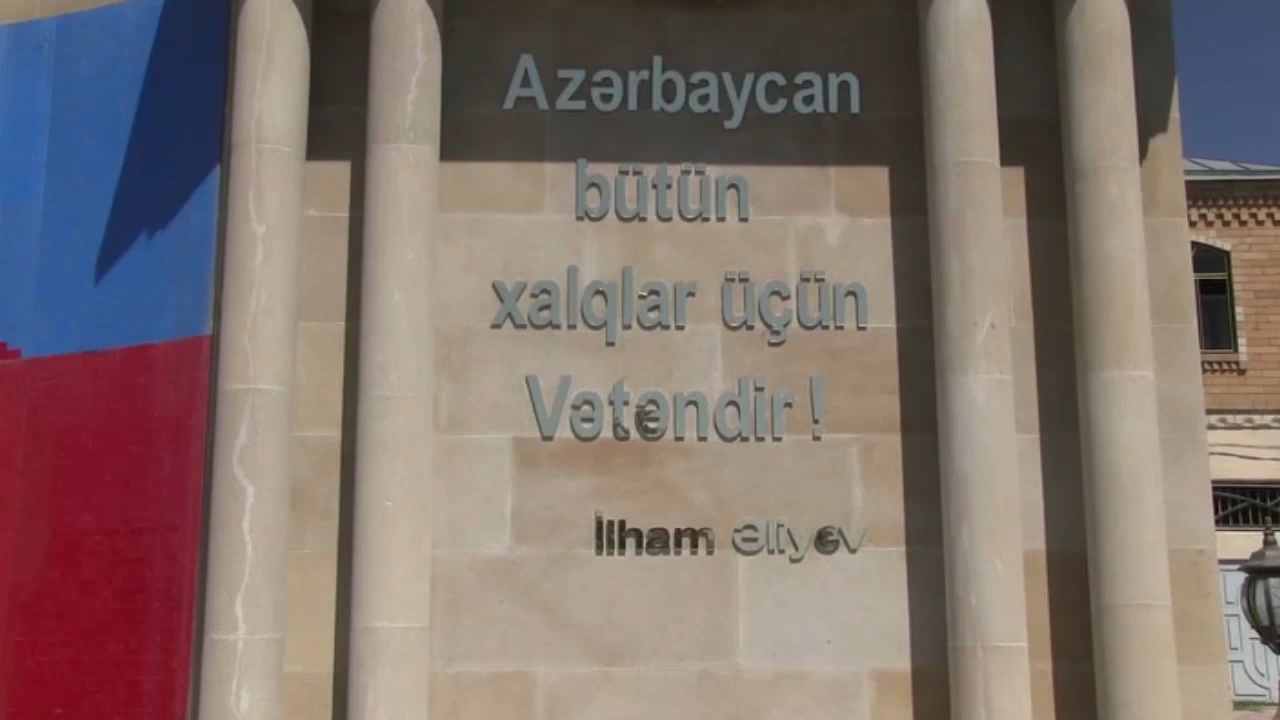 Azərbaycan
bütün
xalqlar üçün
Vətəndir!
İlham Əliyev